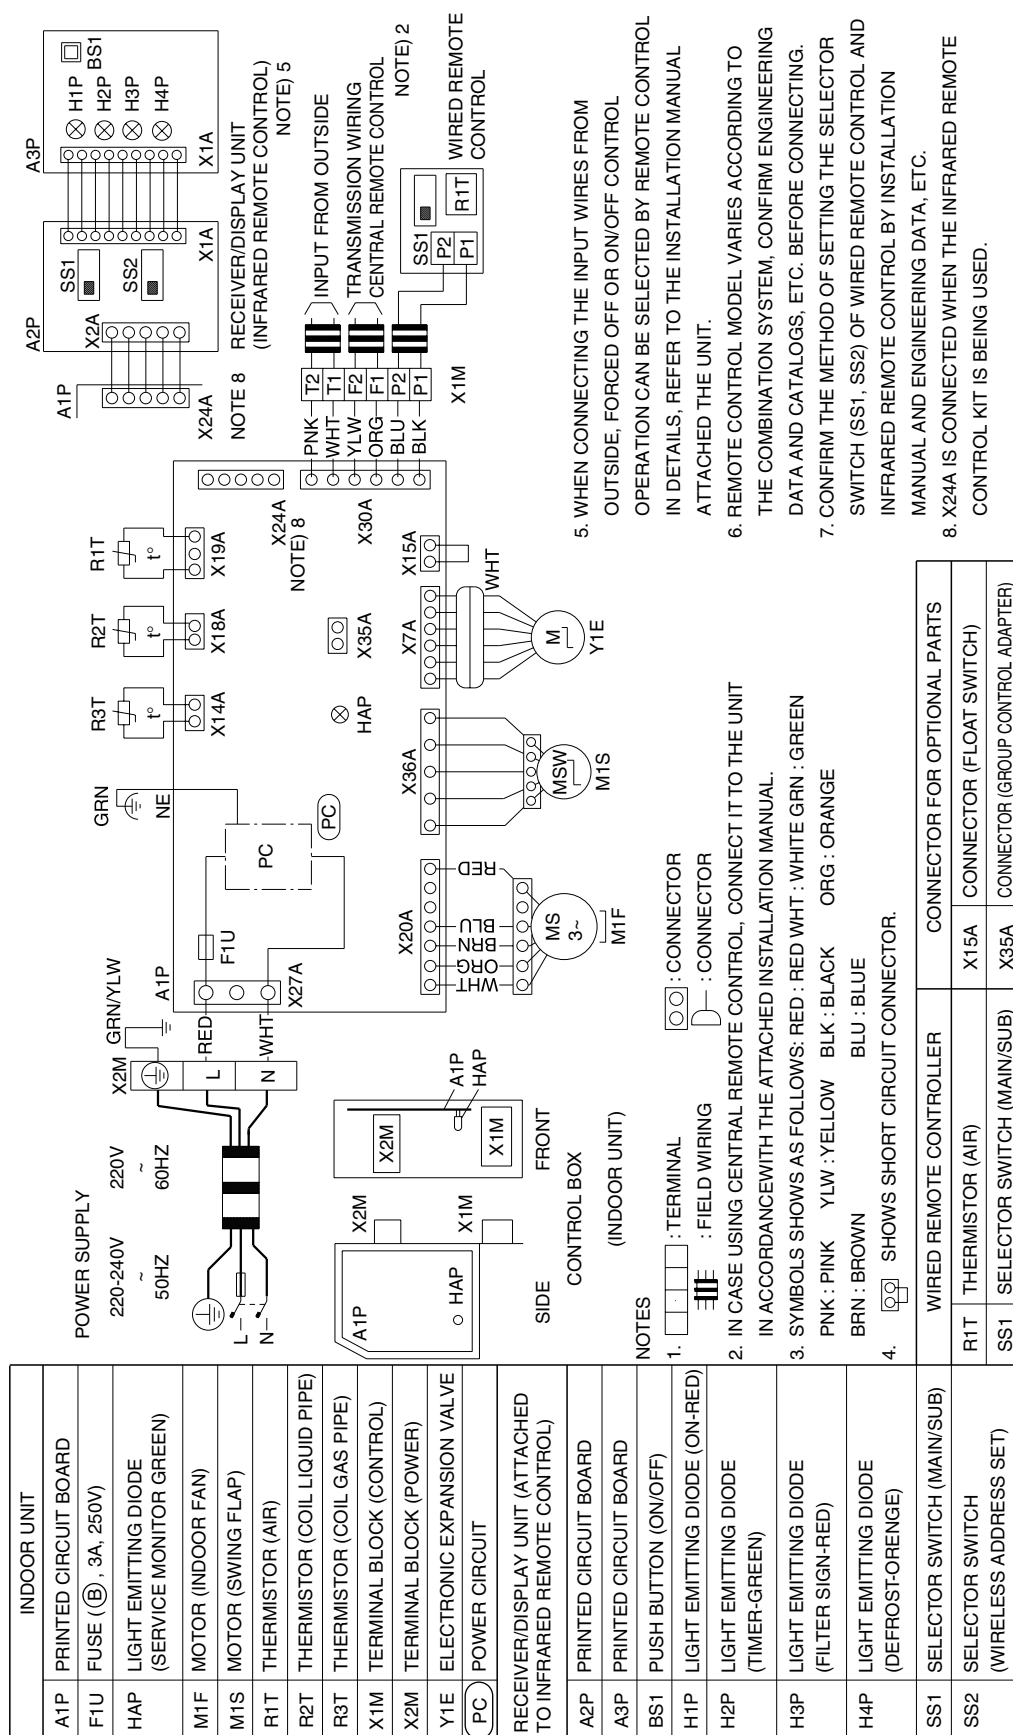 INDOOR UNIT
A1P PRINTED CIRCUIT BOARD
F1U FUSE (Ⓑ, 3A, 250V)
HAP LIGHT EMITTING DIODE
(SERVICE MONITOR GREEN)
M1F MOTOR (INDOOR FAN)
M1S MOTOR (SWING FLAP)
R1T THERMISTOR (AIR)
R2T THERMISTOR (COIL LIQUID PIPE)
R3T THERMISTOR (COIL GAS PIPE)
X1M TERMINAL BLOCK (CONTROL)
X2M TERMINAL BLOCK (POWER)
Y1E ELECTRONIC EXPANSION VALVE
PC POWER CIRCUIT
RECEIVER/DISPLAY UNIT (ATTACHED
TO INFRARED REMOTE CONTROL)
A2P PRINTED CIRCUIT BOARD
A3P PRINTED CIRCUIT BOARD
BS1 PUSH BUTTON (ON/OFF)
H1P LIGHT EMITTING DIODE (ON-RED)
H2P LIGHT EMITTING DIODE
(TIMER-GREEN)
H3P LIGHT EMITTING DIODE
(FILTER SIGN-RED)
H4P LIGHT EMITTING DIODE
(DEFROST-ORENGE)
SS1 SELECTOR SWITCH (MAIN/SUB)
SS2 SELECTOR SWITCH
(WIRELESS ADDRESS SET)
POWER SUPPLY
220-240V 220V
~ ~
50HZ 60HZ
L
N
X2M
L
N
GRN/YLW
RED
WHT
A1P
X27A
F1U
PC
PC
GRN
NE
R3T
t°
X14A
R2T
t°
X18A
R1T
t°
X19A
HAP
X35A
X24A
NOTE) 8
X30A
X20A
WHT
ORG
BRN
BLU
RED
MS
3~
M1F
X36A
MSW
M1S
X7A
M
Y1E
X15A
WHT
A1P
X24A
NOTE 8
A2P
X2A
SS1
SS2
X1A
A3P
X1A
H1P
H2P
H3P
H4P
BS1
RECEIVER/DISPLAY UNIT
(INFRARED REMOTE CONTROL)
NOTE) 5
PNK T2
WHT T1
YLW F2
ORG F1
BLU P2
BLK P1
X1M
INPUT FROM OUTSIDE
TRANSMISSION WIRING
CENTRAL REMOTE CONTROL
NOTE) 2
SS1
P2
P1
R1T
WIRED REMOTE
CONTROL
A1P
HAP
X2M
X1M
SIDE
X2M
X1M
A1P
HAP
FRONT
CONTROL BOX
(INDOOR UNIT)
NOTES
1. : TERMINAL : CONNECTOR
: FIELD WIRING : CONNECTOR
2. IN CASE USING CENTRAL REMOTE CONTROL, CONNECT IT TO THE UNIT
IN ACCORDANCEWITH THE ATTACHED INSTALLATION MANUAL.
3. SYMBOLS SHOWS AS FOLLOWS: RED : RED WHT : WHITE GRN : GREEN
PNK : PINK YLW : YELLOW BLK : BLACK ORG : ORANGE
BRN : BROWN BLU : BLUE
4. SHOWS SHORT CIRCUIT CONNECTOR.
5. WHEN CONNECTING THE INPUT WIRES FROM
OUTSIDE, FORCED OFF OR ON/OFF CONTROL
OPERATION CAN BE SELECTED BY REMOTE CONTROL
IN DETAILS, REFER TO THE INSTALLATION MANUAL
ATTACHED THE UNIT.
6. REMOTE CONTROL MODEL VARIES ACCORDING TO
THE COMBINATION SYSTEM, CONFIRM ENGINEERING
DATA AND CATALOGS, ETC. BEFORE CONNECTING.
7. CONFIRM THE METHOD OF SETTING THE SELECTOR
SWITCH (SS1, SS2) OF WIRED REMOTE CONTROL AND
INFRARED REMOTE CONTROL BY INSTALLATION
MANUAL AND ENGINEERING DATA, ETC.
8. X24A IS CONNECTED WHEN THE INFRARED REMOTE
CONTROL KIT IS BEING USED.
WIRED REMOTE CONTROLLER
R1T THERMISTOR (AIR)
SS1 SELECTOR SWITCH (MAIN/SUB)
CONNECTOR FOR OPTIONAL PARTS
X15A CONNECTOR (FLOAT SWITCH)
X35A CONNECTOR (GROUP CONTROL ADAPTER)